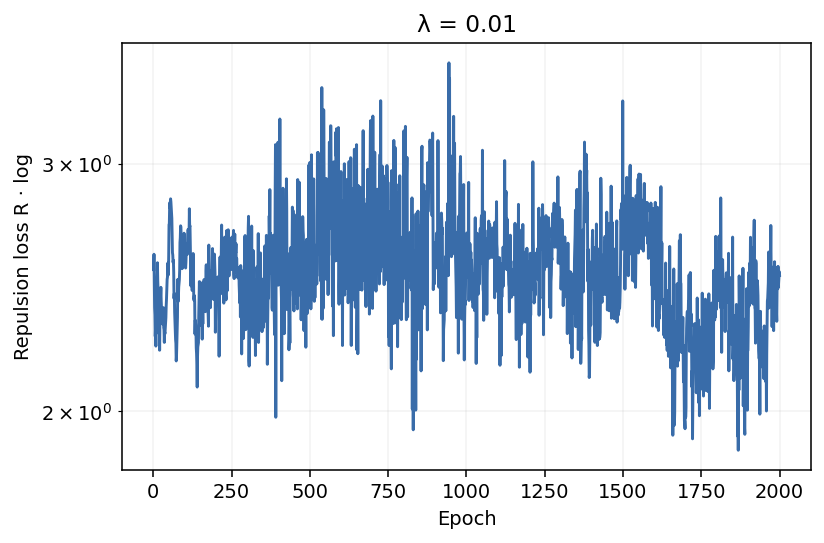 λ = 0.01
Repulsion loss R · log
3 × 10⁰
2 × 10⁰
0 250 500 750 1000 1250 1500 1750 2000
Epoch